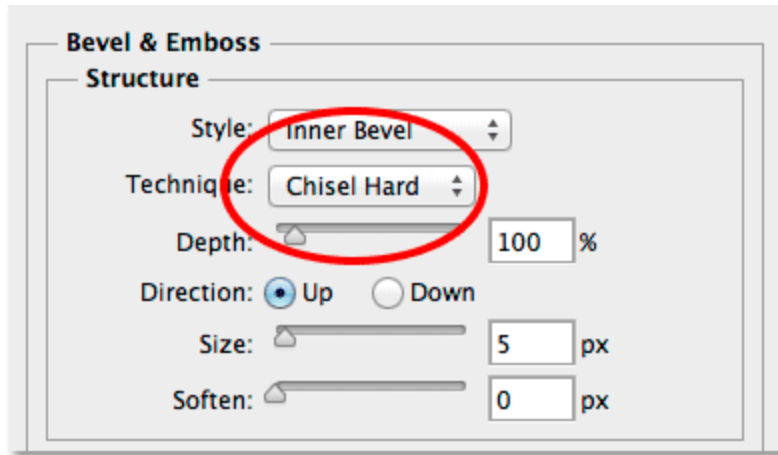 Bevel & Emboss
Structure
Style: Inner Bevel
Technique: Chisel Hard
Depth: 100 %
Direction: Up Down
Size: 5 px
Soften: 0 px